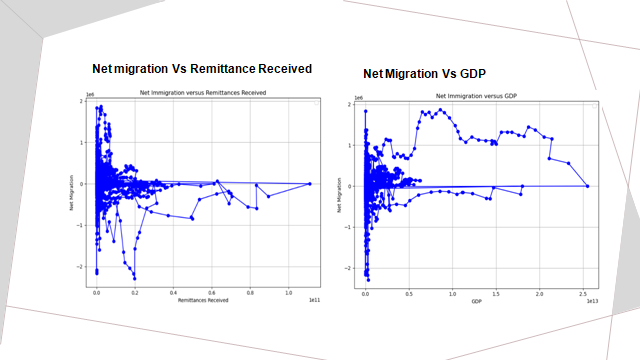 Net migration Vs Remittance Received
Net Migration Vs GDP
Net Immigration versus Remittances Received
1e6
2
1
0
−1
−2
Net Migration
0.0 0.2 0.4 0.6 0.8 1.0
1e11
Remittances Received
Net Immigration versus GDP
1e6
2
1
0
−1
−2
Net Migration
0.0 0.5 1.0 1.5 2.0 2.5
1e13
GDP